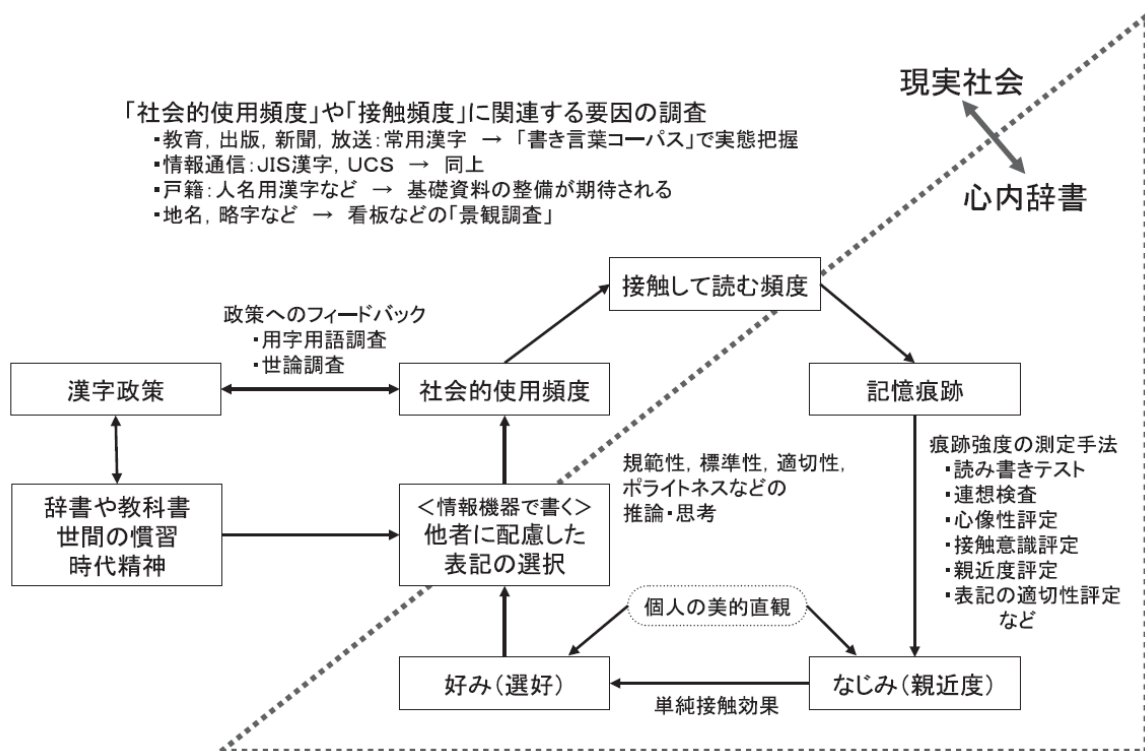 現実社会
心内辞書
「社会的使用頻度」や「接触頻度」に関連する要因の調査
・教育, 出版, 新聞, 放送：常用漢字 → 「書き言葉コーパス」で実態把握
・情報通信：JIS漢字, UCS → 同上
・戸籍：人名用漢字など → 基礎資料の整備が期待される
・地名, 略字など → 看板などの「景観調査」
接触して読む頻度
政策へのフィードバック
・用字用語調査
・世論調査
漢字政策
社会的使用頻度
記憶痕跡
痕跡強度の測定手法
・読み書きテスト
・連想検査
・心像性評定
・接触意識評定
・親近度評定
・表記の適切性評定
など
規範性, 標準性, 適切性,
ポライトネスなどの
推論・思考
辞書や教科書
世間の慣習
時代精神
＜情報機器で書く＞
他者に配慮した
表記の選択
個人の美的直観
好み（選好）
単純接触効果
なじみ（親近度）